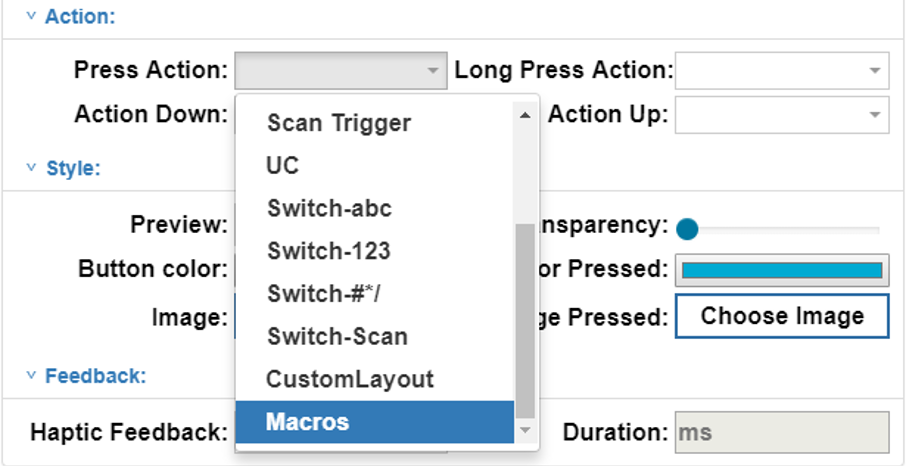 Action:
Press Action: Long Press Action:
Action Down: Action Up:
Scan Trigger
UC
Style:
Switch-abc
Preview: nsparency:
Switch-123
Button color: or Pressed:
Switch-#*/
Image: ge Pressed: Choose Image
Switch-Scan
Feedback: CustomLayout
Macros
Haptic Feedback: Duration: ms